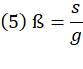 (5) ß = s/g